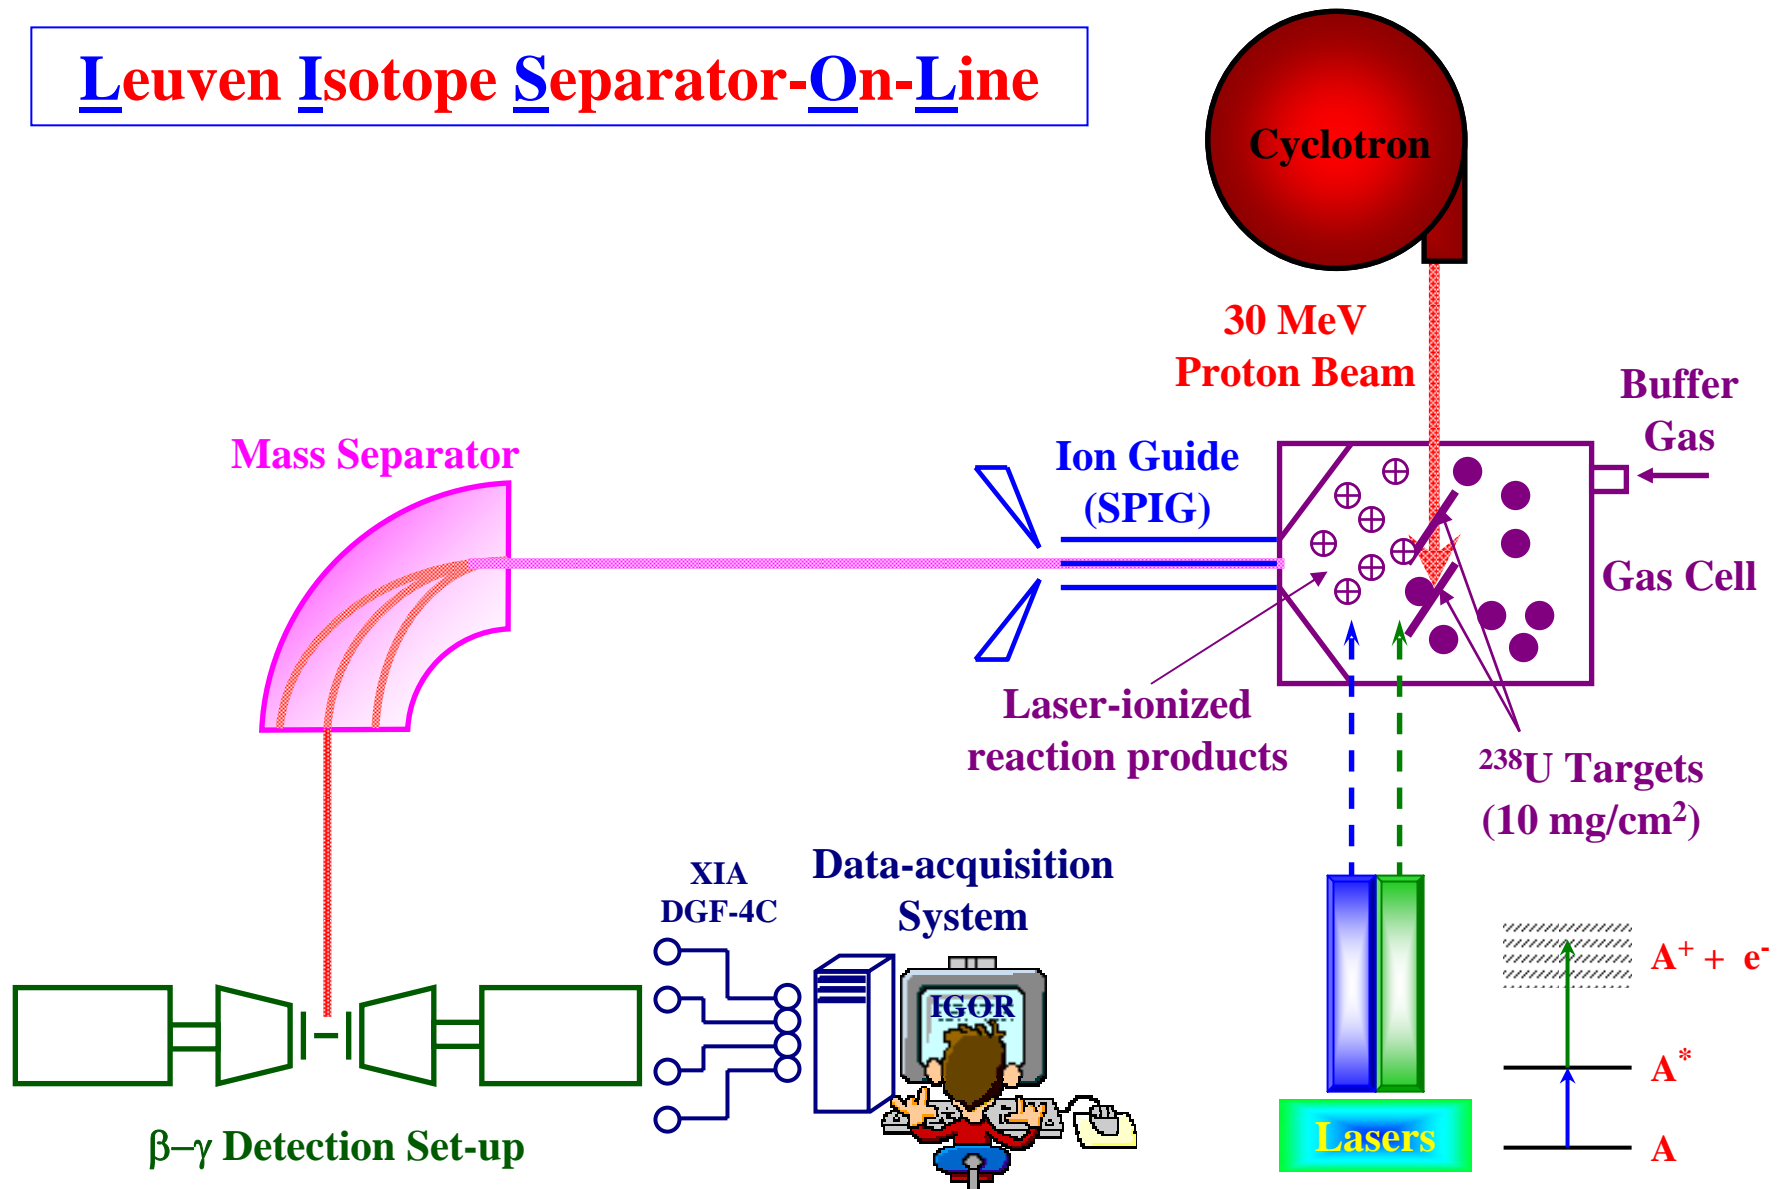 Leuven Isotope Separator-On-Line
Cyclotron
30 MeV
Proton Beam
Buffer
Gas
Mass Separator
Ion Guide
(SPIG)
Gas Cell
Laser-ionized
reaction products
²³⁸U Targets
(10 mg/cm²)
XIA
DGF-4C
Data-acquisition
System
IGOR
A⁺ + e⁻
A*
A
Lasers
β–γ Detection Set-up